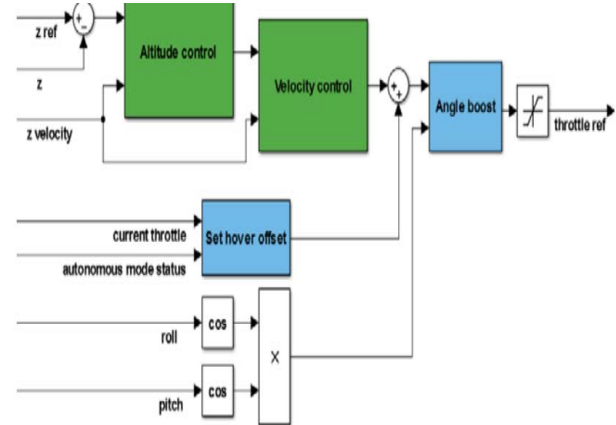 z ref
+
−
Altitude control
z
z velocity
Velocity control
+
+
Angle boost
throttle ref
current throttle
Set hover offset
autonomous mode status
roll
cos
X
pitch
cos